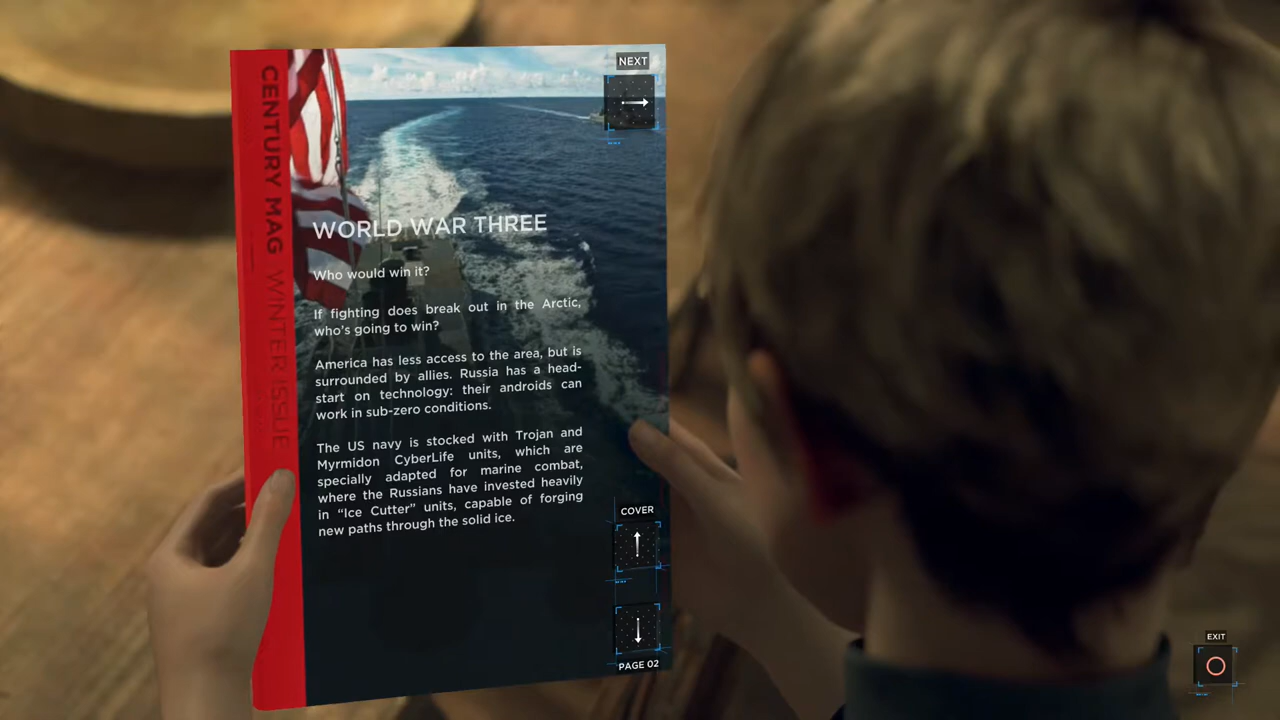 CENTURY MAG WINTER ISSUE
NEXT
WORLD WAR THREE
Who would win it?
If fighting does break out in the Arctic,
who's going to win?
America has less access to the area, but is
surrounded by allies. Russia has a head-
start on technology: their androids can
work in sub-zero conditions.
The US navy is stocked with Trojan and
Myrmidon CyberLife units, which are
specially adapted for marine combat,
where the Russians have invested heavily
in “Ice Cutter” units, capable of forging
new paths through the solid ice.
COVER
PAGE 02
EXIT